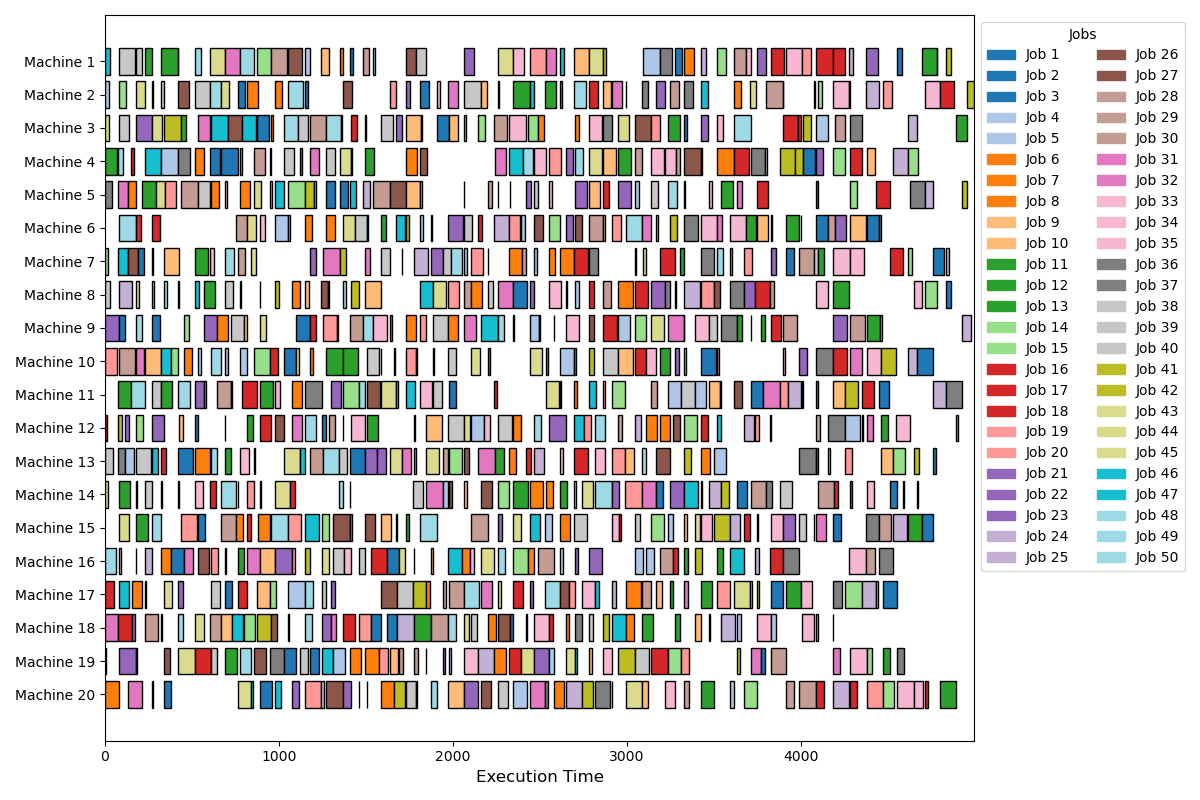 Machine 1
Machine 2
Machine 3
Machine 4
Machine 5
Machine 6
Machine 7
Machine 8
Machine 9
Machine 10
Machine 11
Machine 12
Machine 13
Machine 14
Machine 15
Machine 16
Machine 17
Machine 18
Machine 19
Machine 20
0 1000 2000 3000 4000
Execution Time
Jobs
Job 1 Job 26
Job 2 Job 27
Job 3 Job 28
Job 4 Job 29
Job 5 Job 30
Job 6 Job 31
Job 7 Job 32
Job 8 Job 33
Job 9 Job 34
Job 10 Job 35
Job 11 Job 36
Job 12 Job 37
Job 13 Job 38
Job 14 Job 39
Job 15 Job 40
Job 16 Job 41
Job 17 Job 42
Job 18 Job 43
Job 19 Job 44
Job 20 Job 45
Job 21 Job 46
Job 22 Job 47
Job 23 Job 48
Job 24 Job 49
Job 25 Job 50